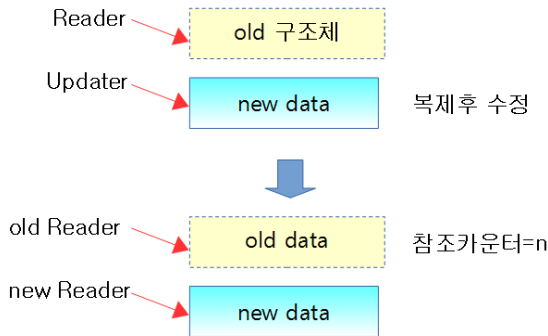 Reader
old 구조체
Updater
new data
복제후 수정
old Reader
old data
참조카운터=n
new Reader
new data